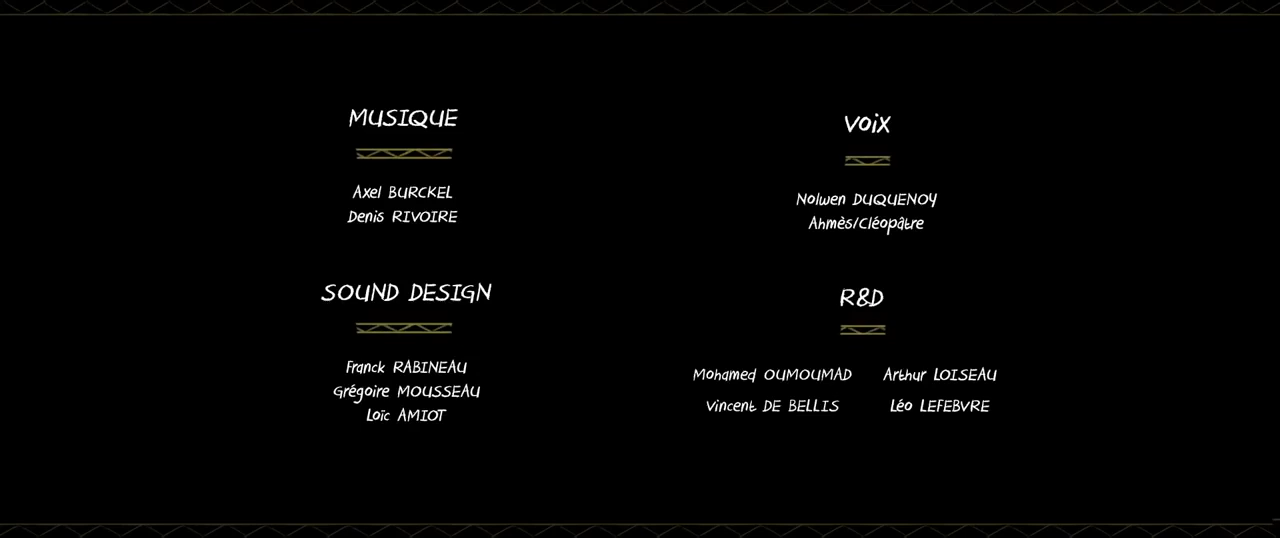 MUSIQUE
Axel BURCKEL
Denis RIVOIRE
VOiX
Nolwen DUQUENOY
Ahmès/Cléopâtre
SOUND DESIGN
Franck RABINEAU
Grégoire MOUSSEAU
Loïc AMIOT
R&D
Mohamed OUMOUMAD Arthur LOISEAU
Vincent DE BELLIS Léo LEFEBVRE